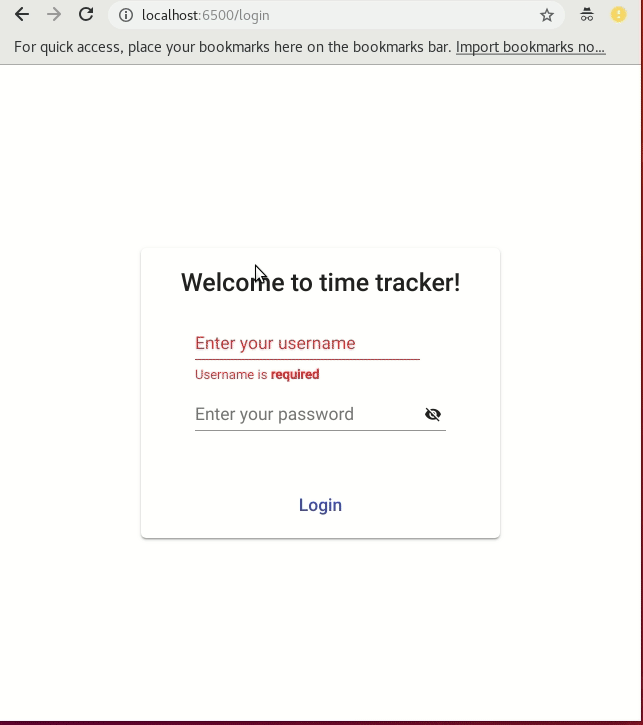 localhost:6500/login
For quick access, place your bookmarks here on the bookmarks bar. Import bookmarks no...
Welcome to time tracker!
Enter your username
Username is required
Enter your password
Login